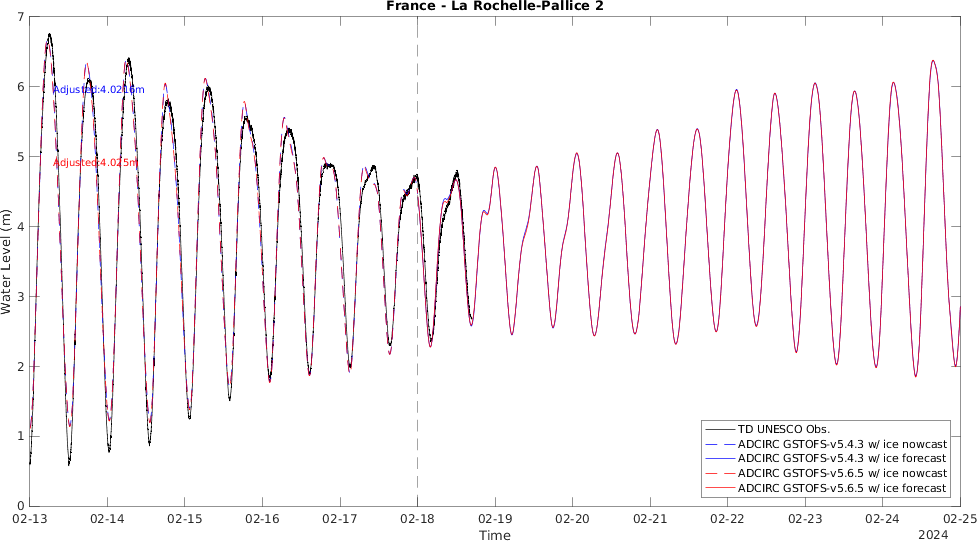 France - La Rochelle-Pallice 2
7
6
5
4
3
2
1
0
Water Level (m)
Adjusted:4.0216m
Adjusted:4.025m
TD UNESCO Obs.
ADCIRC GSTOFS-v5.4.3 w/ ice nowcast
ADCIRC GSTOFS-v5.4.3 w/ ice forecast
ADCIRC GSTOFS-v5.6.5 w/ ice nowcast
ADCIRC GSTOFS-v5.6.5 w/ ice forecast
02-13 02-14 02-15 02-16 02-17 02-18 02-19 02-20 02-21 02-22 02-23 02-24 02-25
Time
2024